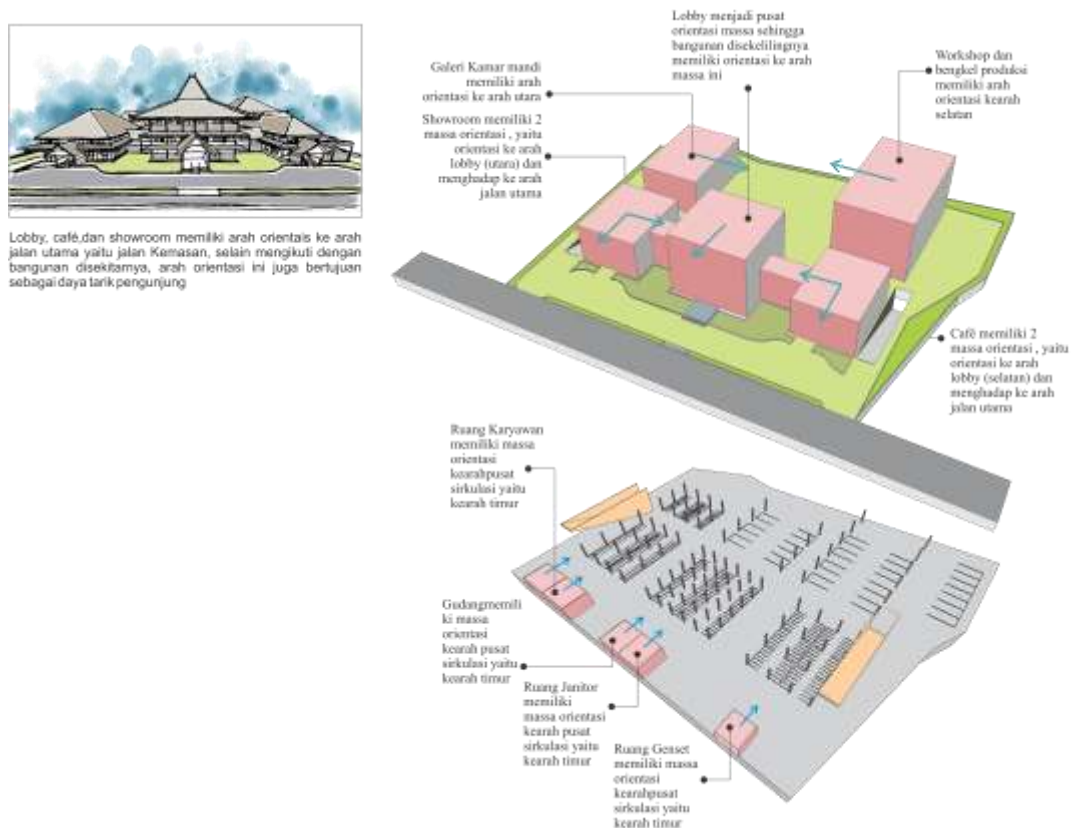 Lobby, café,dan showroom memiliki arah orientais ke arah
jalan utama yaitu jalan Kemasan, selain mengikuti dengan
bangunan disekitarnya, arah orientasi ini juga bertujuan
sebagai daya tarik pengunjung
Lobby menjadi pusat
orientasi massa sehingga
bangunan disekelilingnya
memiliki orientasi ke arah
massa ini
Galeri Kamar mandi
memiliki arah
orientasi ke arah utara
Showroom memiliki 2
massa orientasi , yaitu
orientasi ke arah
lobby (utara) dan
menghadap ke arah
jalan utama
Workshop dan
bengkel produksi
memiliki arah
orientasi kearah
selatan
Café memiliki 2
massa orientasi , yaitu
orientasi ke arah
lobby (selatan) dan
menghadap ke arah
jalan utama
Ruang Karyawan
memiliki massa
orientasi
kearahpusat
sirkulasi yaitu
kearah timur
Gudangmemili
ki massa
orientasi
kearah pusat
sirkulasi yaitu
kearah timur
Ruang Janitor
memiliki
massa orientasi
kearah pusat
sirkulasi yaitu
kearah timur
Ruang Genset
memiliki massa
orientasi
kearahpusat
sirkulasi yaitu
kearah timur